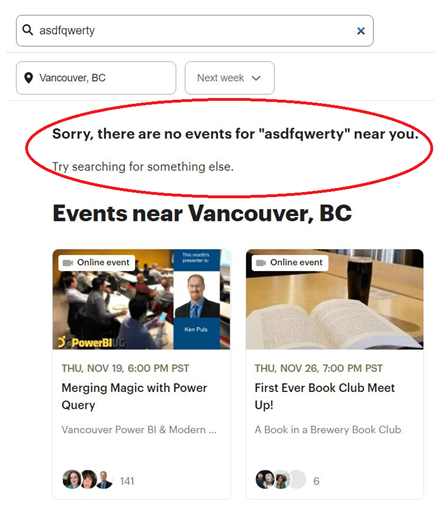 asdfqwerty
Vancouver, BC
Next week
Sorry, there are no events for "asdfqwerty" near you.
Try searching for something else.
Events near Vancouver, BC
Online event
This month's
presenter is:
Ken Puls
PowerBIUG
THU, NOV 19, 6:00 PM PST
Merging Magic with Power
Query
Vancouver Power BI & Modern ...
141
Online event
THU, NOV 26, 7:00 PM PST
First Ever Book Club Meet
Up!
A Book in a Brewery Book Club
6